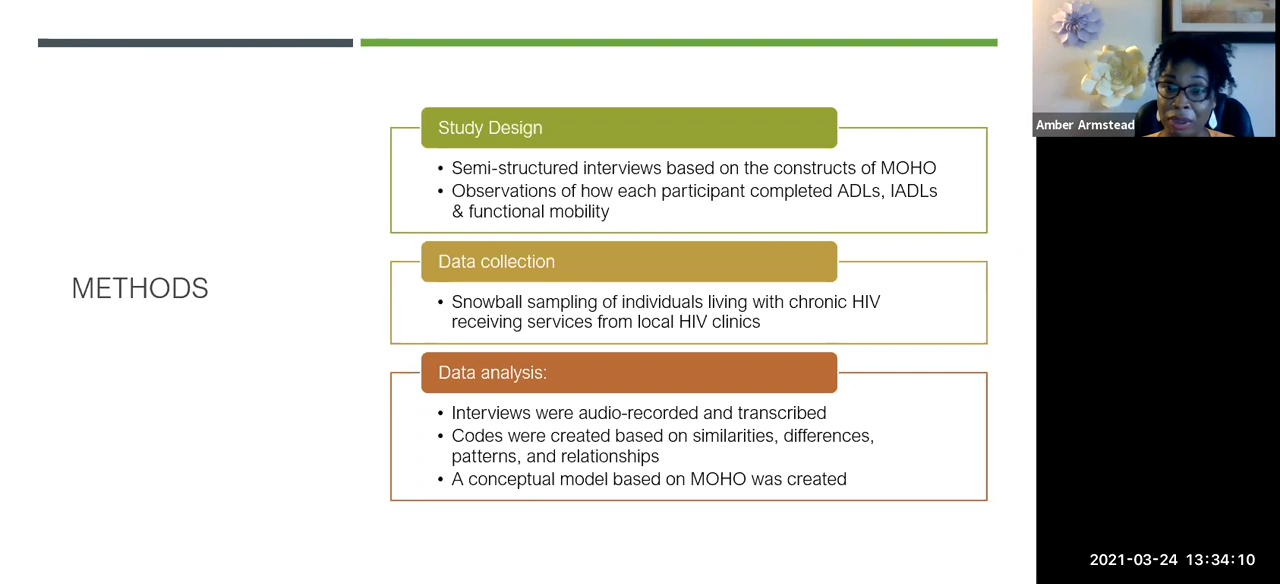 METHODS
Study Design
• Semi-structured interviews based on the constructs of MOHO
• Observations of how each participant completed ADLs, IADLs
& functional mobility
Data collection
• Snowball sampling of individuals living with chronic HIV
receiving services from local HIV clinics
Data analysis:
• Interviews were audio-recorded and transcribed
• Codes were created based on similarities, differences,
patterns, and relationships
• A conceptual model based on MOHO was created
Amber Armstead
2021-03-24 13:34:10